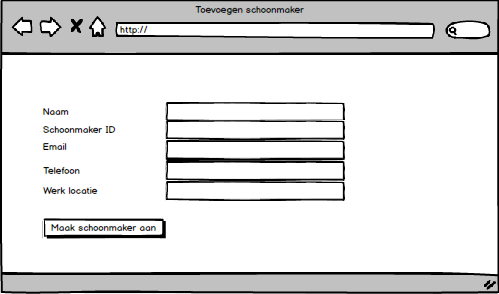 Toevoegen schoonmaker
http://
Naam
Schoonmaker ID
Email
Telefoon
Werk locatie
Maak schoonmaker aan